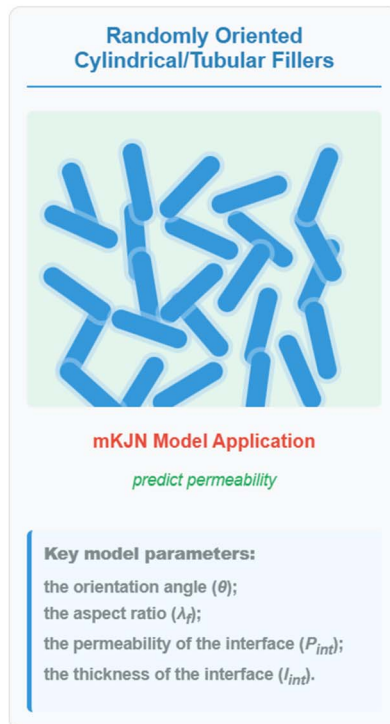 Randomly Oriented
Cylindrical/Tubular Fillers
mKJN Model Application
predict permeability
Key model parameters:
the orientation angle (θ);
the aspect ratio (λf);
the permeability of the interface (Pint);
the thickness of the interface (lint).